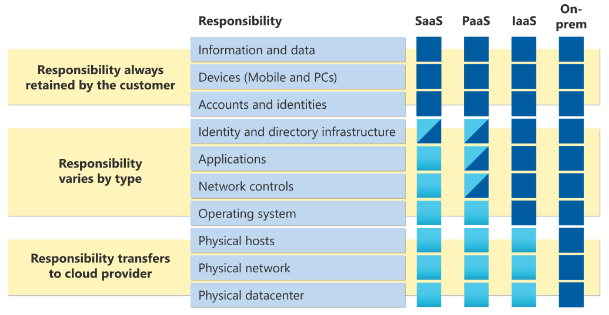 Responsibility SaaS PaaS IaaS On-
prem
Information and data
Responsibility always
retained by the customer
Devices (Mobile and PCs)
Accounts and identities
Identity and directory infrastructure
Responsibility
varies by type
Applications
Network controls
Operating system
Physical hosts
Responsibility transfers
to cloud provider
Physical network
Physical datacenter